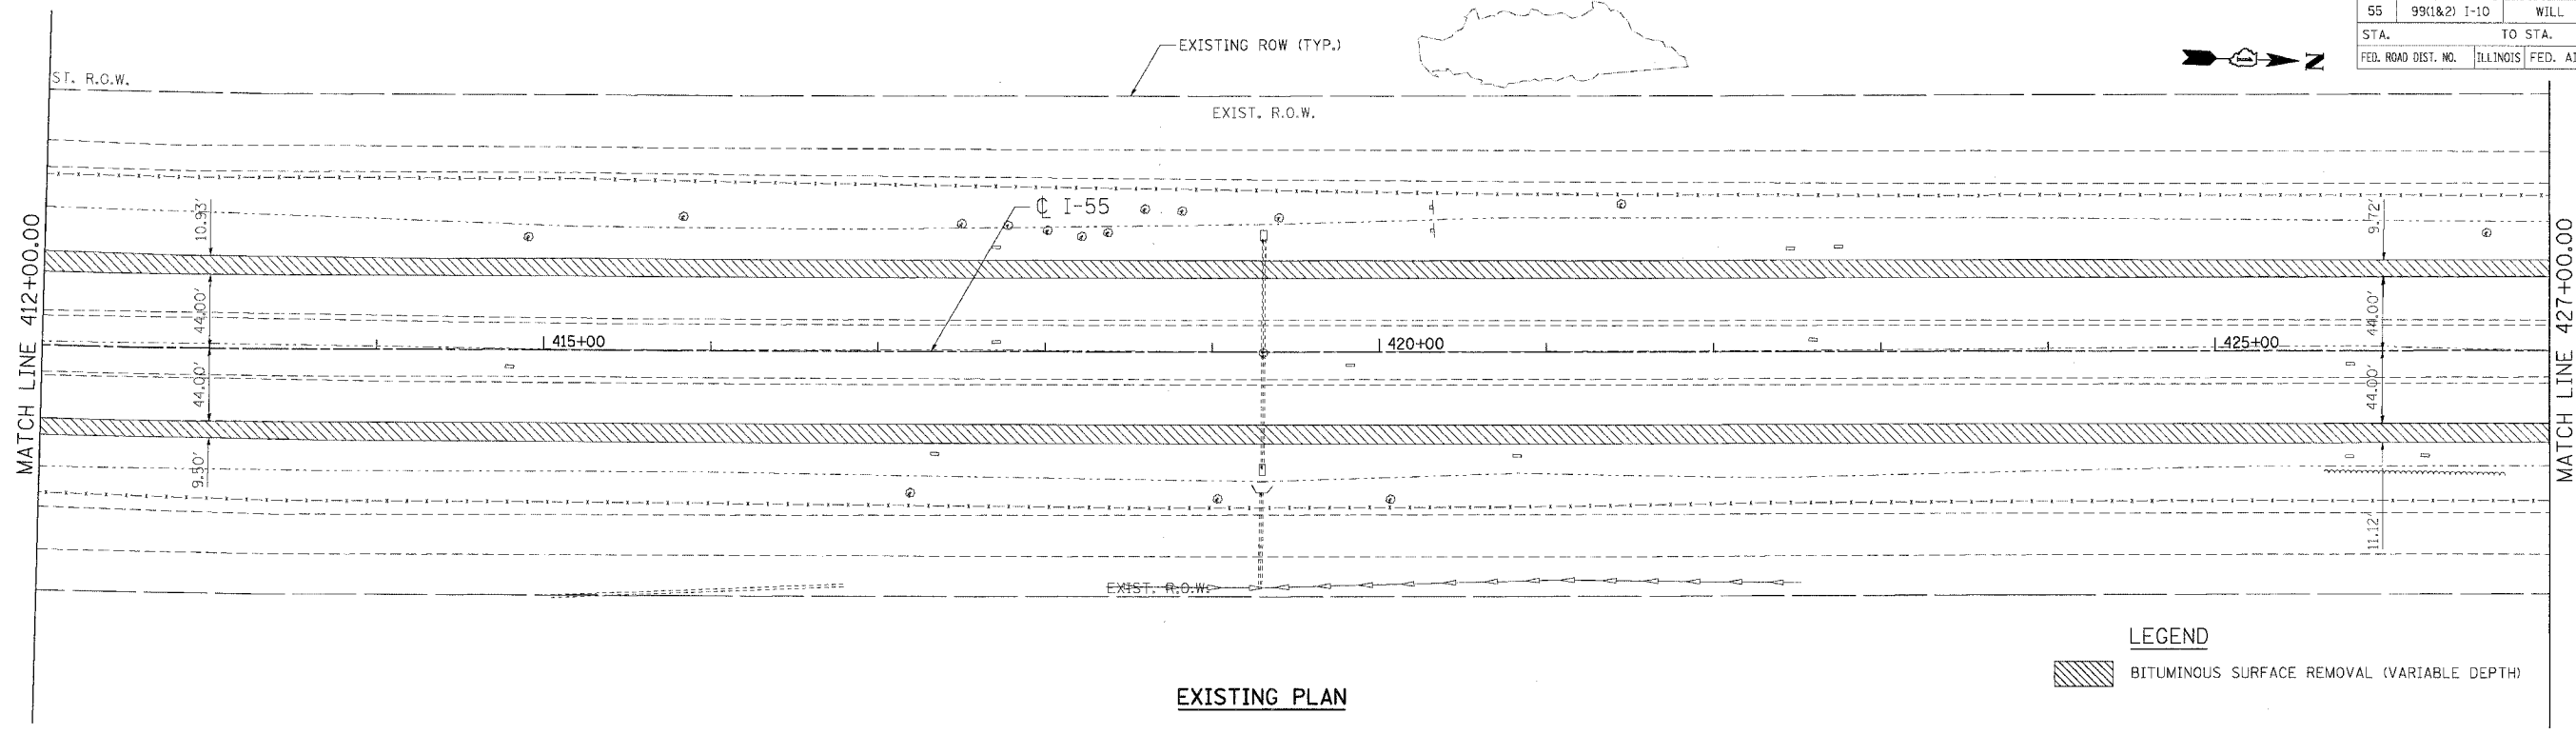 55 99(1&2) I-10 WILL
STA. TO STA.
FED. ROAD DIST. NO. ILLINOIS FED. AI
N
EXISTING ROW (TYP.)
ST. R.O.W.
EXIST. R.O.W.
10.93'
℄ I-55
9.72'
MATCH LINE 412+00.00
44.00'
44.00'
415+00
420+00
425+00
44.00'
44.00'
MATCH LINE 427+00.00
9.50'
11.12'
EXIST. R.O.W.
LEGEND
BITUMINOUS SURFACE REMOVAL (VARIABLE DEPTH)
EXISTING PLAN